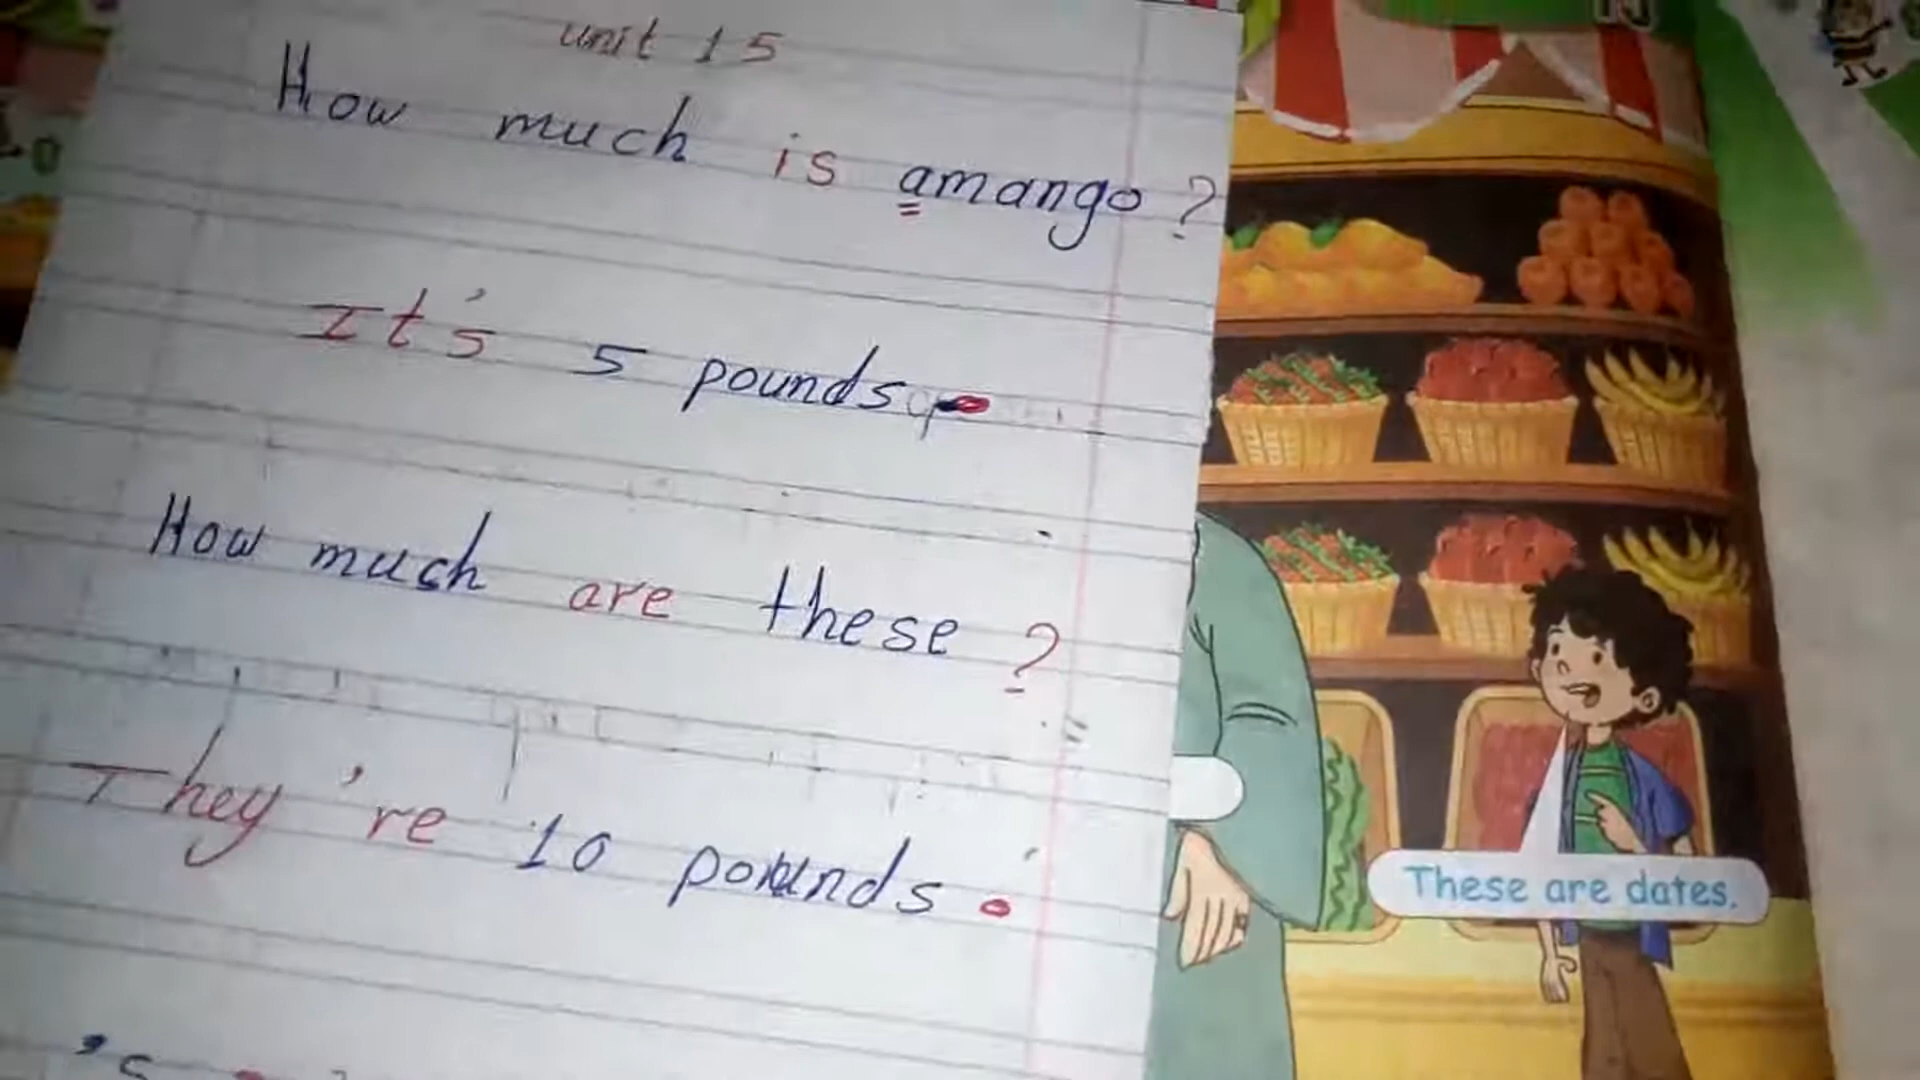 unit 15
How much is amango?
It's 5 pounds.
How much are these?
They're 10 pounds.
's
15
These are dates.